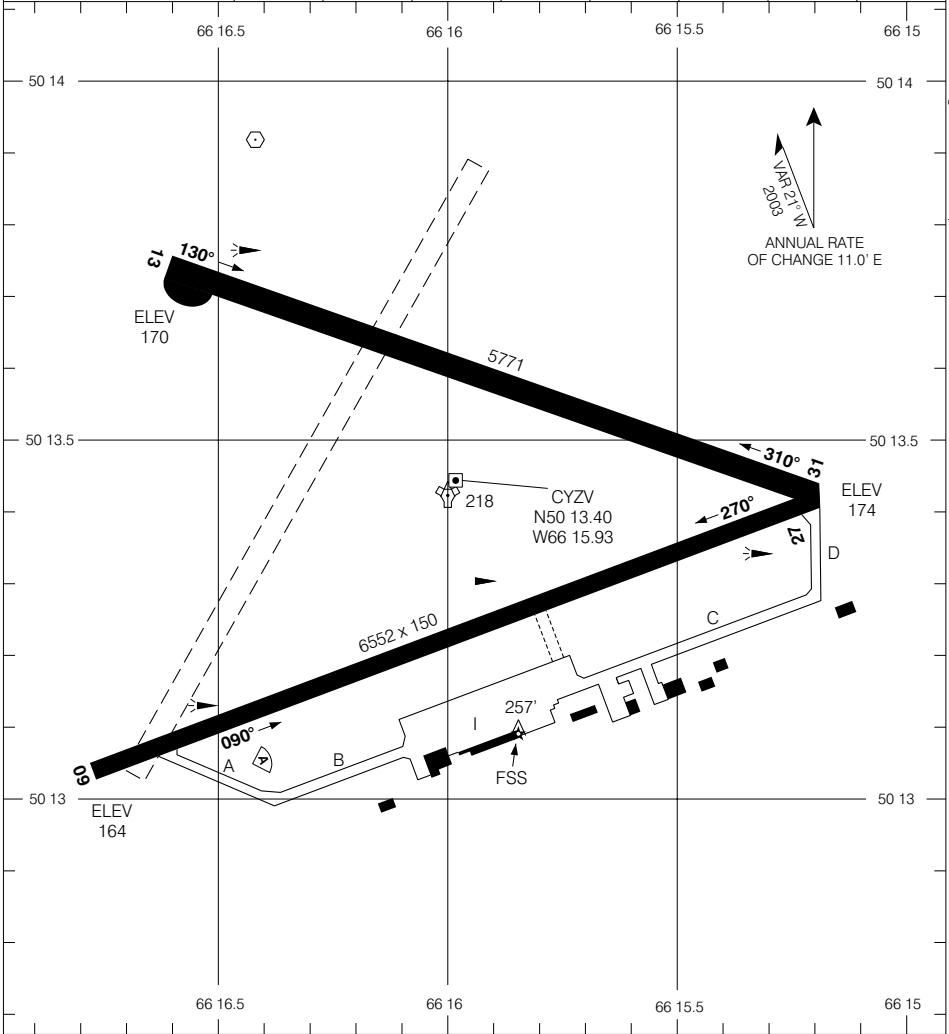 66 16.5
66 16
66 15.5
66 15
50 14
50 14
VAR 21° W
2003
ANNUAL RATE
OF CHANGE 11.0' E
13
130°
ELEV
170
5771
50 13.5
50 13.5
310°
31
ELEV
174
270°
27
218
CYZV
N50 13.40
W66 15.93
D
C
6552 x 150
257'
I
FSS
090°
A
A
B
09
ELEV
164
50 13
50 13
66 16.5
66 16
66 15.5
66 15